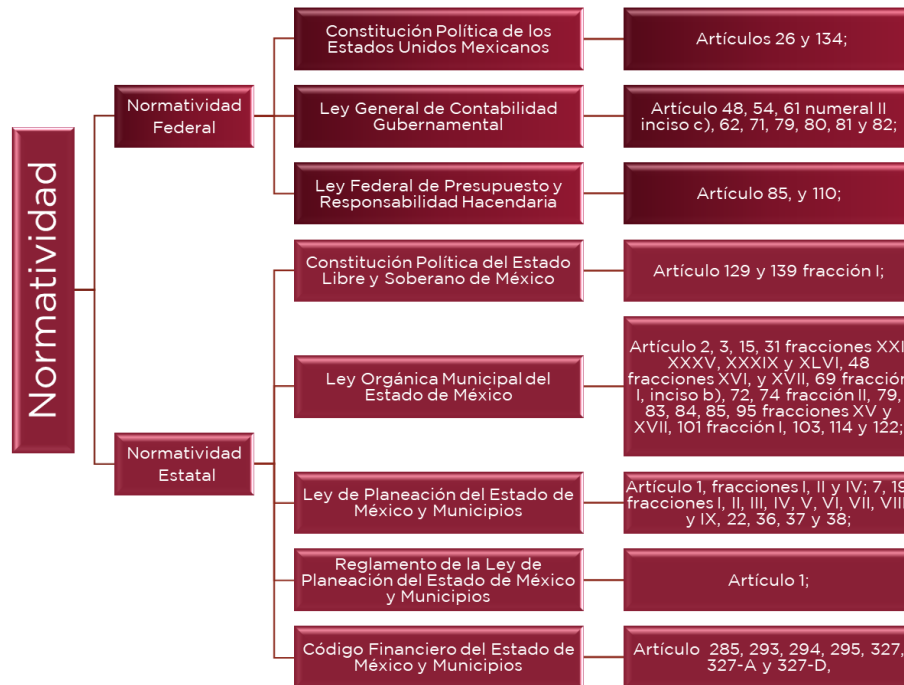 Normatividad
Normatividad
Federal
Constitución Política de los
Estados Unidos Mexicanos
Artículos 26 y 134;
Ley General de Contabilidad
Gubernamental
Artículo 48, 54, 61 numeral II
inciso c), 62, 71, 79, 80, 81 y 82;
Ley Federal de Presupuesto y
Responsabilidad Hacendaria
Artículo 85, y 110;
Normatividad
Estatal
Constitución Política del Estado
Libre y Soberano de México
Artículo 129 y 139 fracción I;
Ley Orgánica Municipal del
Estado de México
Artículo 2, 3, 15, 31 fracciones XXI
XXXV, XXXIX y XLVI, 48
fracciones XVI, y XVII, 69 fracción
I, inciso b), 72, 74 fracción II, 79,
83, 84, 85, 95 fracciones XV y
XVII, 101 fracción I, 103, 114 y 122;
Ley de Planeación del Estado de
México y Municipios
Artículo 1, fracciones I, II y IV; 7, 19
fracciones I, II, III, IV, V, VI, VII, VIII
y IX, 22, 36, 37 y 38;
Reglamento de la Ley de
Planeación del Estado de México
y Municipios
Artículo 1;
Código Financiero del Estado de
México y Municipios
Artículo 285, 293, 294, 295, 327,
327-A y 327-D,